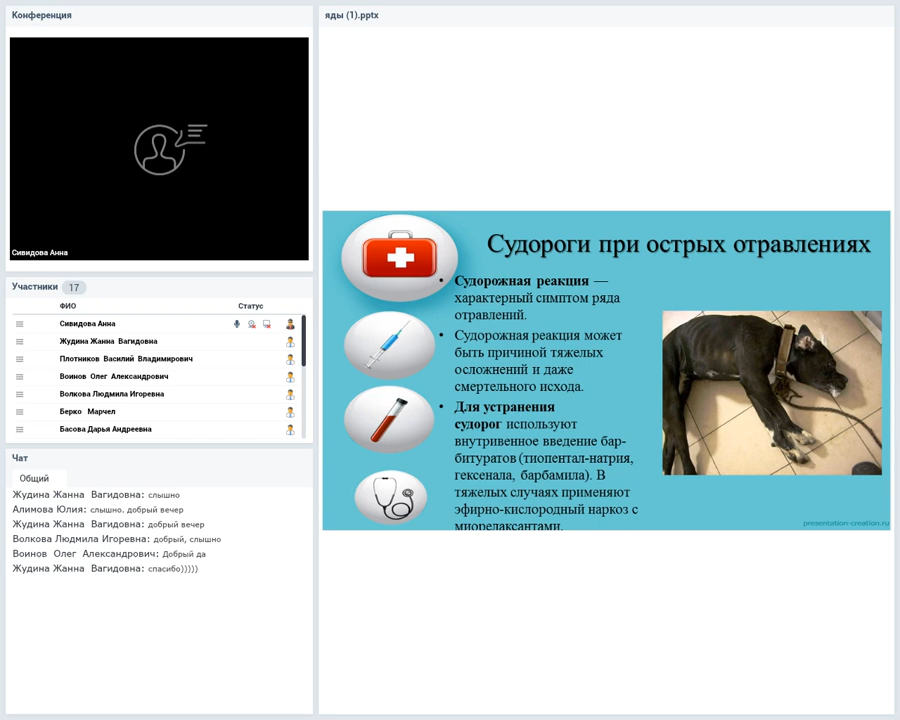 Конференция
Сивидова Анна
Участники 17
ФИО Статус
Сивидова Анна
Жудина Жанна Вагидовна
Плотников Василий Владимирович
Воинов Олег Александрович
Волкова Людмила Игоревна
Берко Марчел
Басова Дарья Андреевна
Чат
Общий
Жудина Жанна Вагидовна: слышно
Алимова Юлия: слышно. добрый вечер
Жудина Жанна Вагидовна: добрый вечер
Волкова Людмила Игоревна: добрый, слышно
Воинов Олег Александрович: Добрый да
Жудина Жанна Вагидовна: спасибо)))))
яды (1).pptx
Судороги при острых отравлениях
• Судорожная реакция —
характерный симптом ряда
отравлений.
• Судорожная реакция может
быть причиной тяжелых
осложнений и даже
смертельного исхода.
• Для устранения
судорог используют
внутривенное введение бар-
битуратов (тиопентал-натрия,
гексенала, барбамила). В
тяжелых случаях применяют
эфирно-кислородный наркоз с
миорелаксантами.
presentation-creation.ru